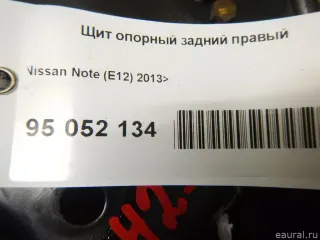 Щит опорный задний правый
Nissan Note (E12) 2013>
95 052 134
eaural.ru